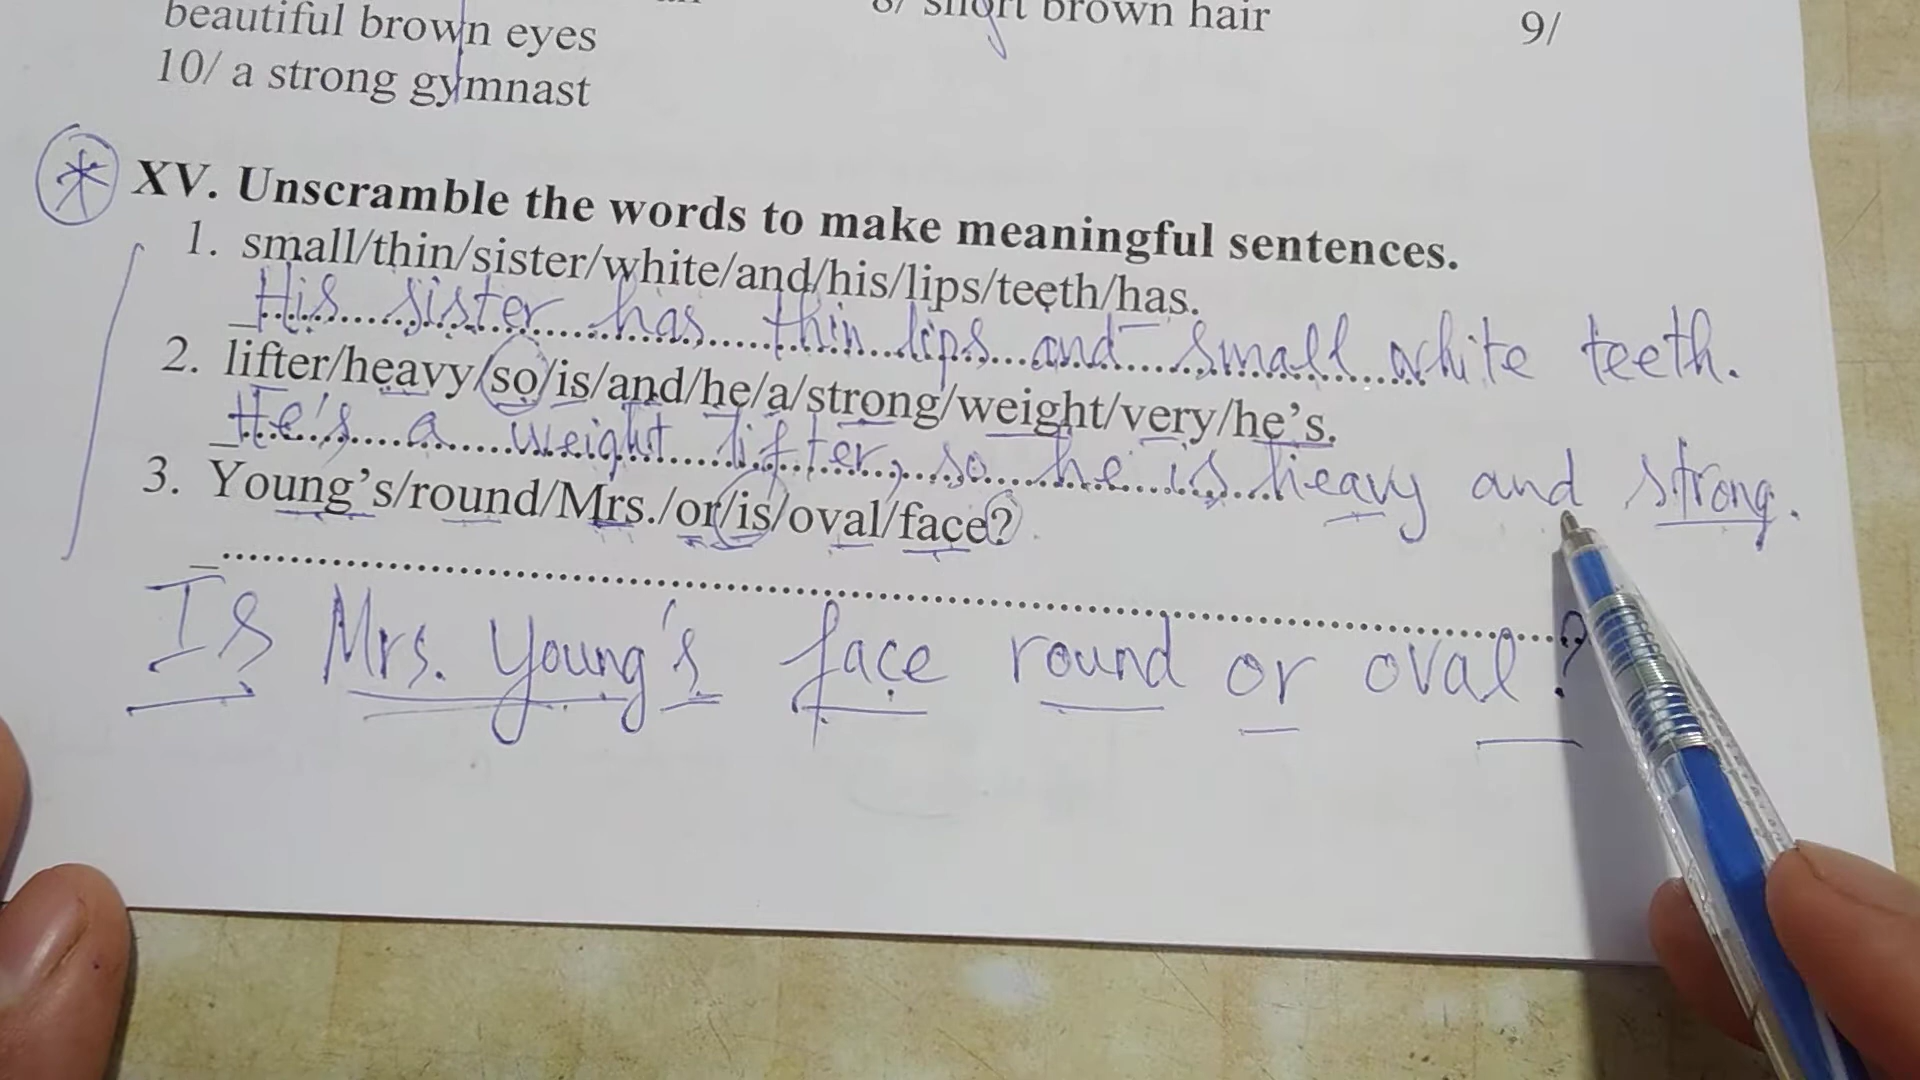 beautiful brown eyes
8/ short brown hair
9/
10/ a strong gymnast
XV. Unscramble the words to make meaningful sentences.
1. small/thin/sister/white/and/his/lips/teeth/has.
His sister has thin lips and small white teeth.
2. lifter/heavy/so/is/and/he/a/strong/weight/very/he's.
He's a weight lifter, so he is heavy and strong.
3. Young's/round/Mrs./or/is/oval/face?
Is Mrs. Young's face round or oval?